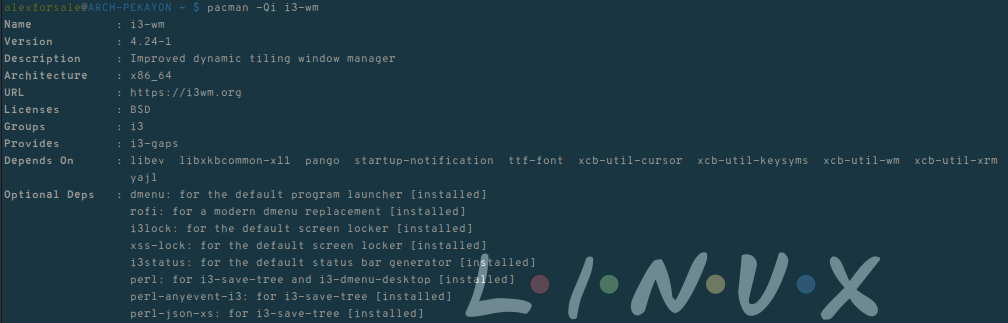 alexforsale@ARCH-PEKAYON ~ $ pacman -Qi i3-wm
Name : i3-wm
Version : 4.24-1
Description : Improved dynamic tiling window manager
Architecture : x86_64
URL : https://i3wm.org
Licenses : BSD
Groups : i3
Provides : i3-gaps
Depends On : libev libxkbcommon-x11 pango startup-notification ttf-font xcb-util-cursor xcb-util-keysyms xcb-util-wm xcb-util-xrm
yajl
Optional Deps : dmenu: for the default program launcher [installed]
rofi: for a modern dmenu replacement [installed]
i3lock: for the default screen locker [installed]
xss-lock: for the default screen locker [installed]
i3status: for the default status bar generator [installed]
perl: for i3-save-tree and i3-dmenu-desktop [installed]
perl-anyevent-i3: for i3-save-tree [installed]
perl-json-xs: for i3-save-tree [installed]
L•I•N•U•X